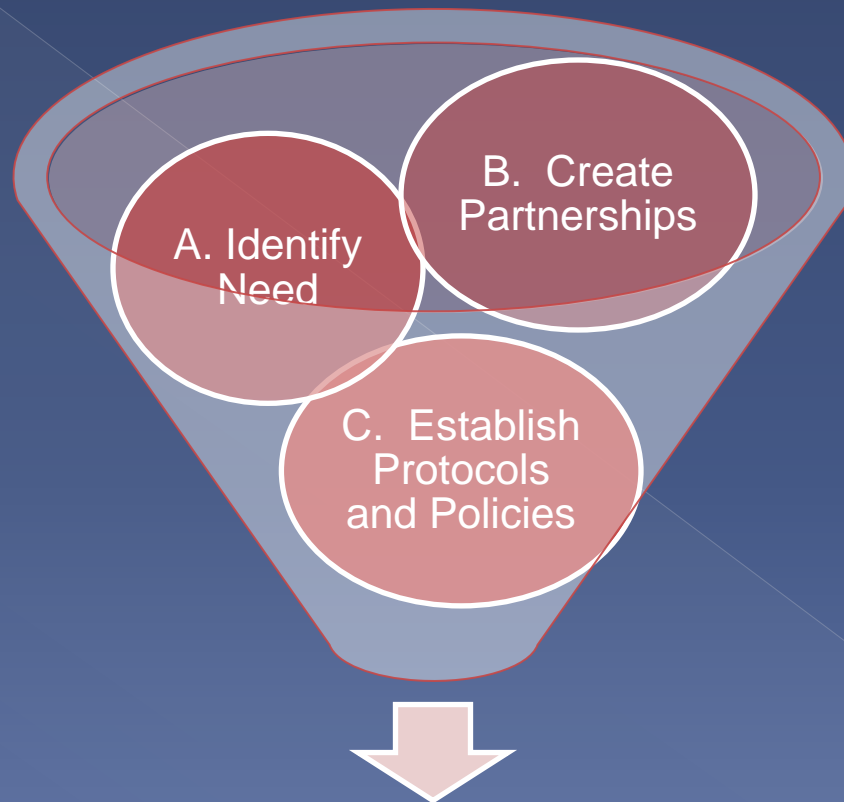 A. Identify
Need
B. Create
Partnerships
C. Establish
Protocols
and Policies